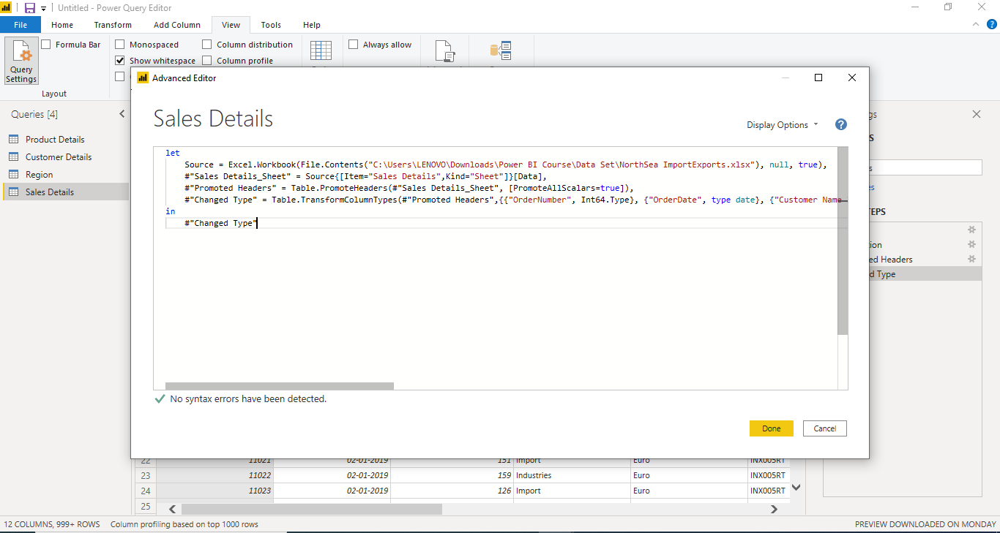 Untitled - Power Query Editor
File Home Transform Add Column View Tools Help
Query Settings
Formula Bar
Layout
Monospaced
Show whitespace
Column distribution
Column profile
Always allow
Queries [4]
Product Details
Customer Details
Region
Sales Details
Advanced Editor
Sales Details
Display Options
let
Source = Excel.Workbook(File.Contents("C:\Users\LENOVO\Downloads\Power BI Course\Data Set\NorthSea ImportExports.xlsx"), null, true),
#"Sales Details_Sheet" = Source{[Item="Sales Details",Kind="Sheet"]}[Data],
#"Promoted Headers" = Table.PromoteHeaders(#"Sales Details_Sheet", [PromoteAllScalars=true]),
#"Changed Type" = Table.TransformColumnTypes(#"Promoted Headers",{{"OrderNumber", Int64.Type}, {"OrderDate", type date}, {"Customer Name
in
#"Changed Type"
No syntax errors have been detected.
Done Cancel
gs
S
s
es
TEPS
ion
ed Headers
d Type
22 11021 02-01-2019 151 Import Euro INX005RT
23 11022 02-01-2019 159 Industries Euro INX005RT
24 11023 02-01-2019 126 Import Euro INX005RT
25
12 COLUMNS, 999+ ROWS Column profiling based on top 1000 rows
PREVIEW DOWNLOADED ON MONDAY